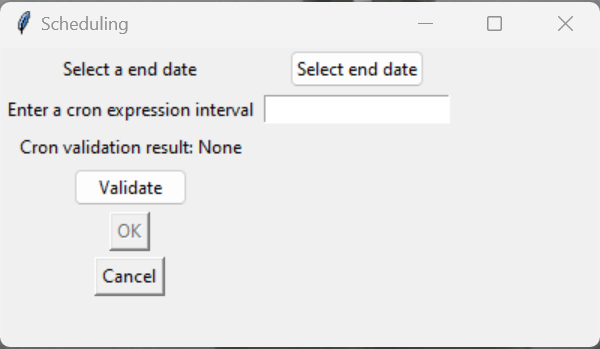 Scheduling
Select a end date Select end date
Enter a cron expression interval
Cron validation result: None
Validate
OK
Cancel